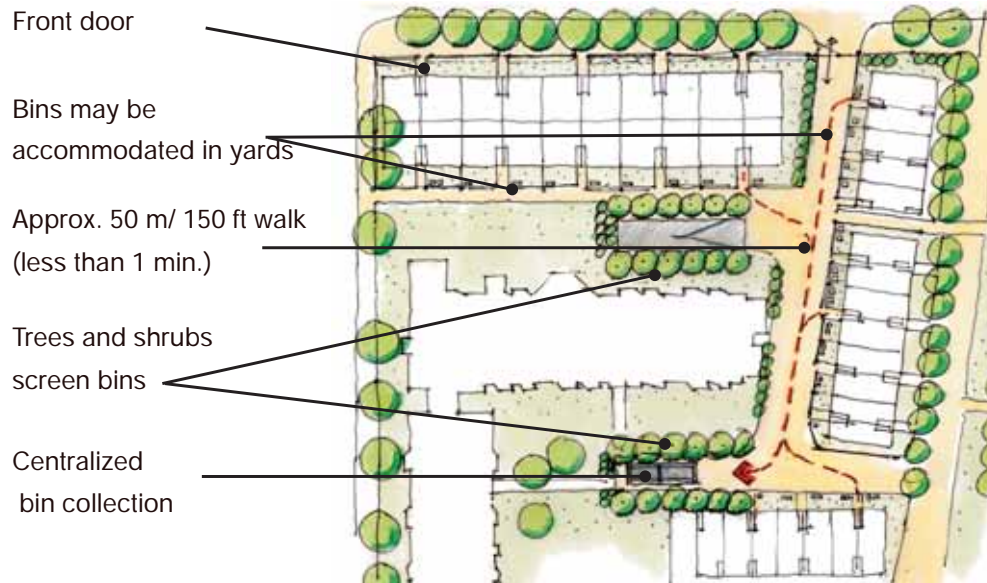 Front door
Bins may be
accommodated in yards
Approx. 50 m/ 150 ft walk
(less than 1 min.)
Trees and shrubs
screen bins
Centralized
bin collection